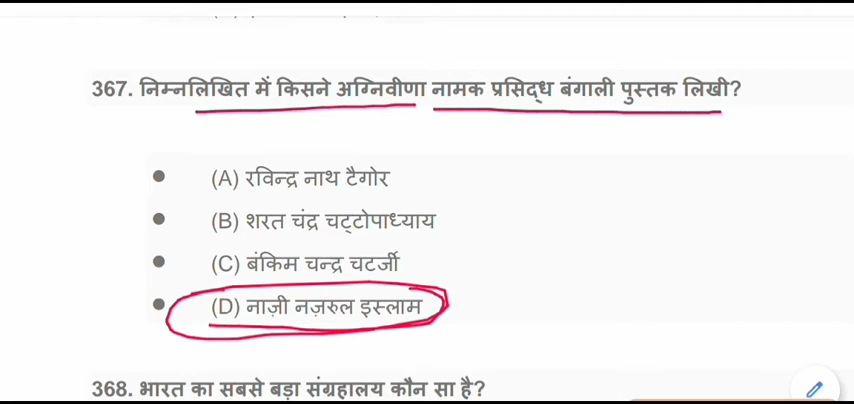 367. निम्नलिखित में किसने अग्निवीणा नामक प्रसिद्ध बंगाली पुस्तक लिखी?
(A) रविन्द्र नाथ टैगोर
(B) शरत चंद्र चट्टोपाध्याय
(C) बंकिम चन्द्र चटर्जी
(D) नाज़ी नज़रुल इस्लाम
368. भारत का सबसे बड़ा संग्रहालय कौन सा है?